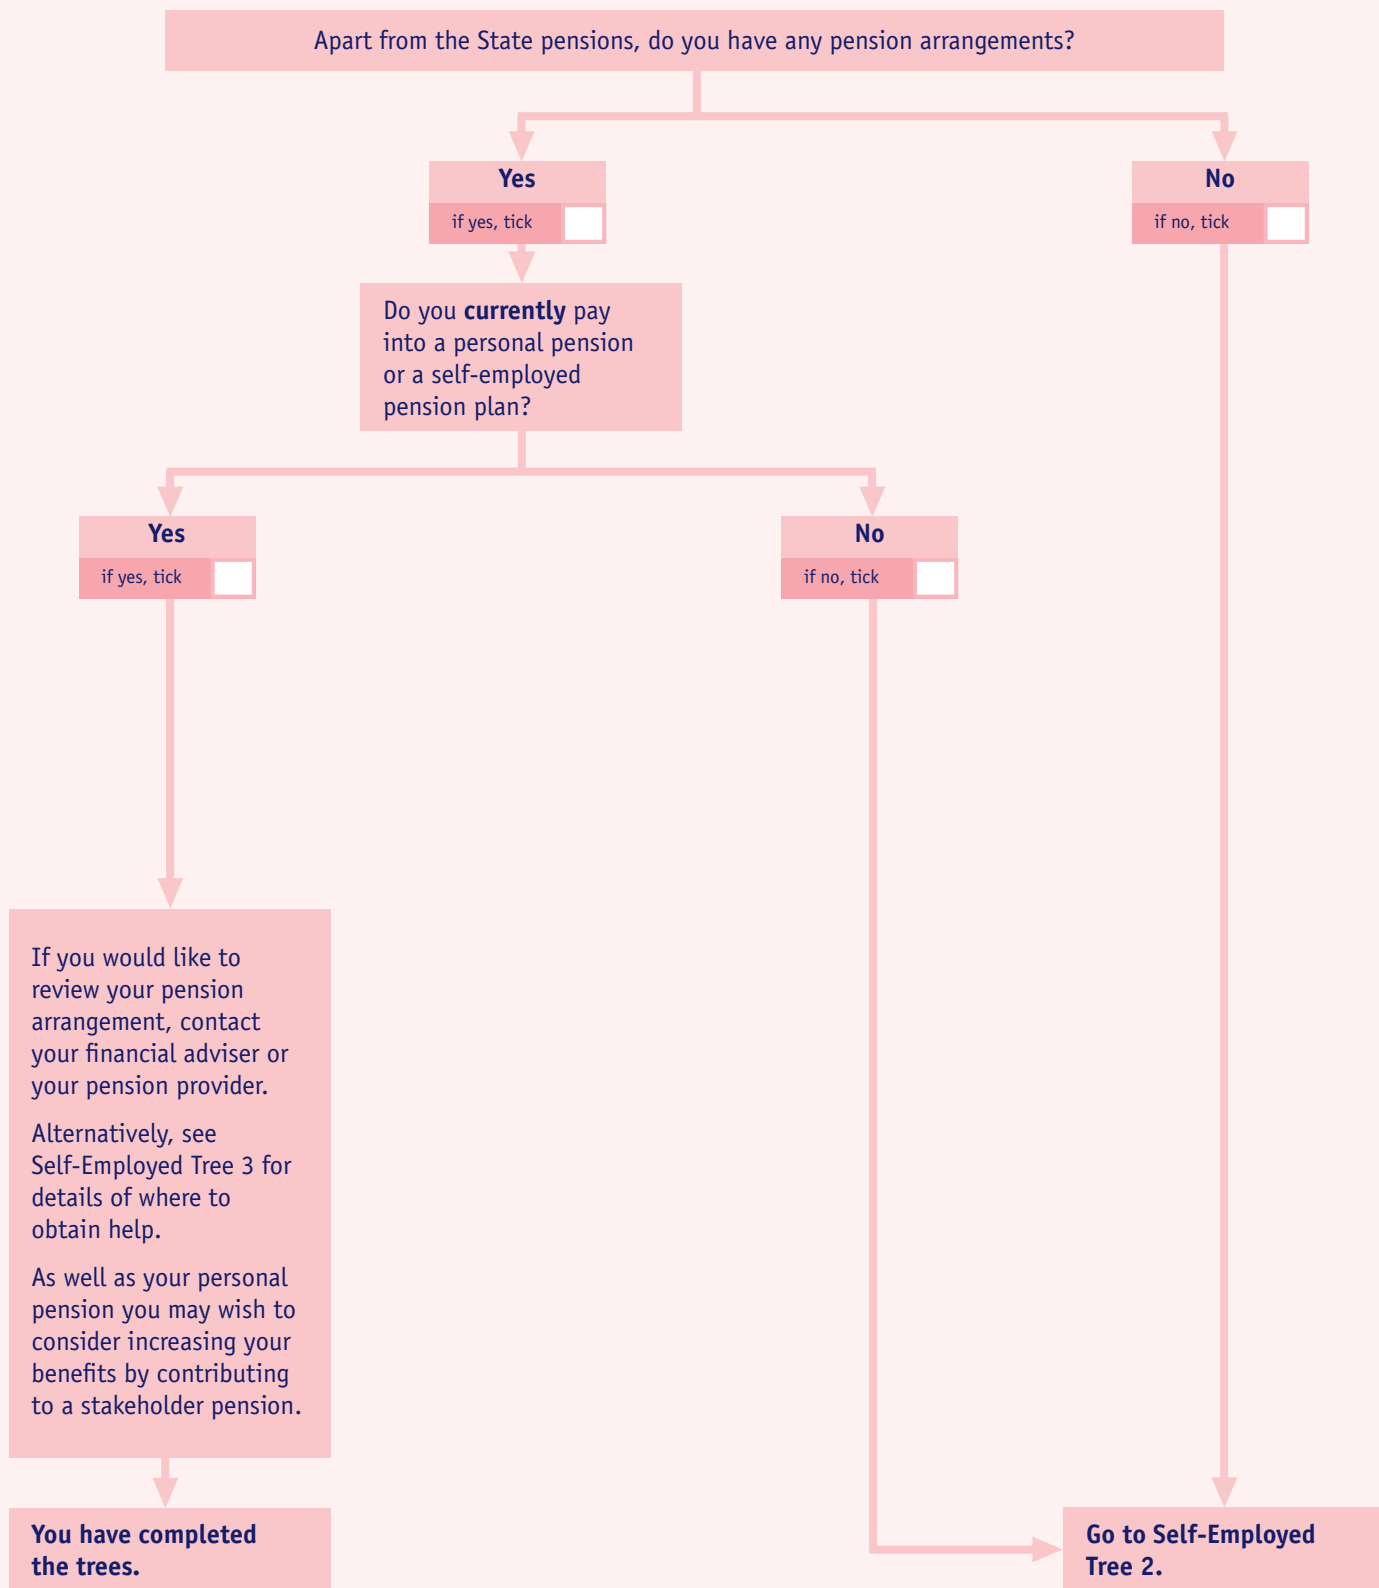 Apart from the State pensions, do you have any pension arrangements?
Yes
if yes, tick
No
if no, tick
Do you currently pay
into a personal pension
or a self-employed
pension plan?
Yes
if yes, tick
No
if no, tick
If you would like to
review your pension
arrangement, contact
your financial adviser or
your pension provider.
Alternatively, see
Self-Employed Tree 3 for
details of where to
obtain help.
As well as your personal
pension you may wish to
consider increasing your
benefits by contributing
to a stakeholder pension.
You have completed
the trees.
Go to Self-Employed
Tree 2.